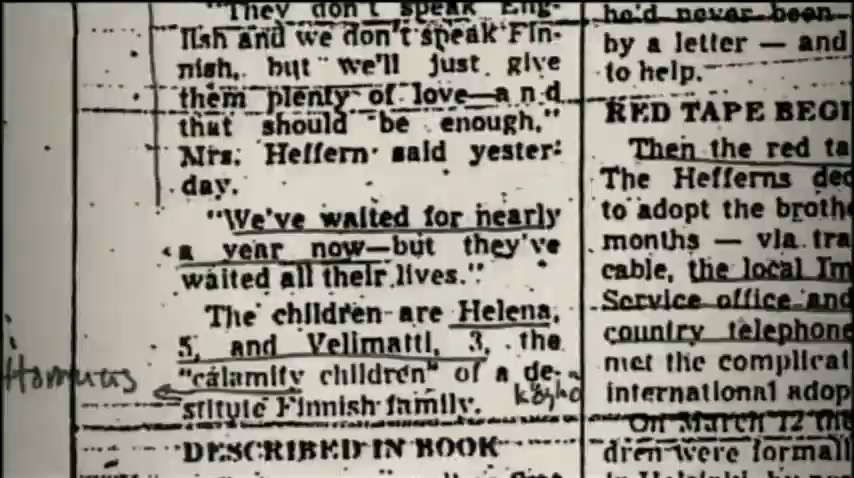 "They don't speak Eng-
lish and we don't speak Fin-
nish, but we'll just give
them plenty of love—and
that should be enough,"
Mrs. Heffern said yester-
day.
"We've waited for nearly
a year now—but they've
waited all their lives."
The children are Helena,
5, and Velimatti, 3, the
"calamity children" of a de-
stitute Finnish family.
DESCRIBED IN BOOK
he'd never been
by a letter — and
to help.
RED TAPE BEGI
Then the red ta
The Hefferns dec
to adopt the broth
months — via tra
cable, the local Im
Service office and
country telephone
met the complicat
international adop
On March 12 the
dren were formall